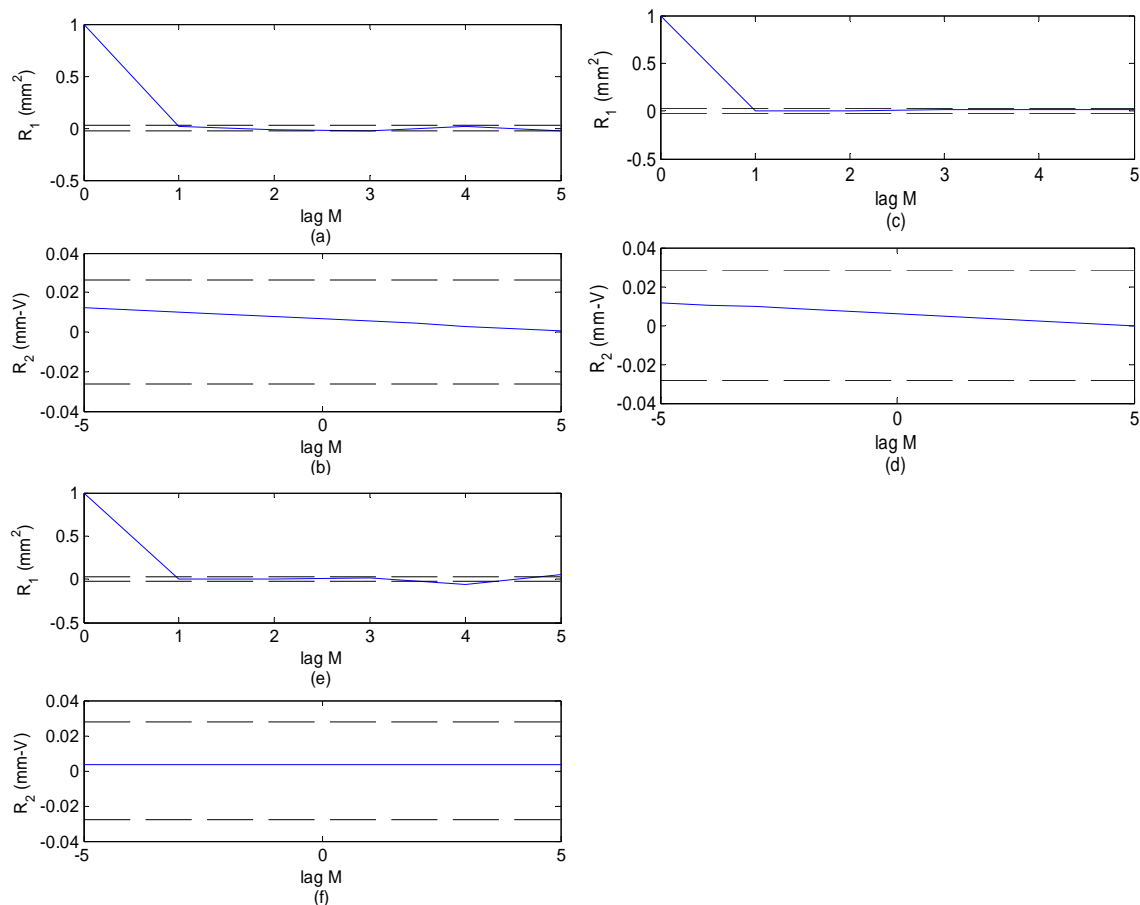 1
0.5
0
-0.5
R1 (mm2)
0 1 2 3 4 5
lag M
(a)
0.04
0.02
0
-0.02
-0.04
R2 (mm-V)
-5 0 5
lag M
(b)
1
0.5
0
-0.5
R1 (mm2)
0 1 2 3 4 5
lag M
(c)
0.04
0.02
0
-0.02
-0.04
R2 (mm-V)
-5 0 5
lag M
(d)
1
0.5
0
-0.5
R1 (mm2)
0 1 2 3 4 5
lag M
(e)
0.04
0.02
0
-0.02
-0.04
R2 (mm-V)
-5 0 5
lag M
(f)